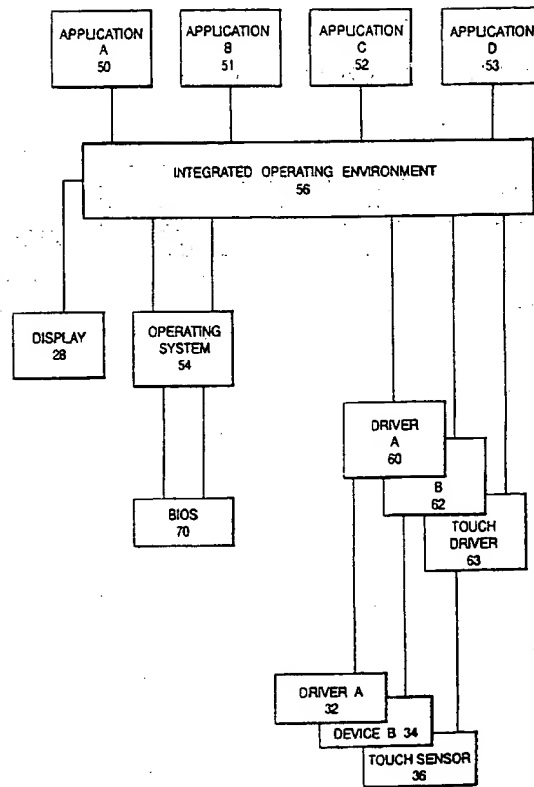 APPLICATION
A
50
APPLICATION
B
51
APPLICATION
C
52
APPLICATION
D
53
INTEGRATED OPERATING ENVIRONMENT
56
DISPLAY
28
OPERATING
SYSTEM
54
DRIVER
A
60
B
62
BIOS
70
TOUCH
DRIVER
63
DRIVER A
32
DEVICE B 34
TOUCH SENSOR
36